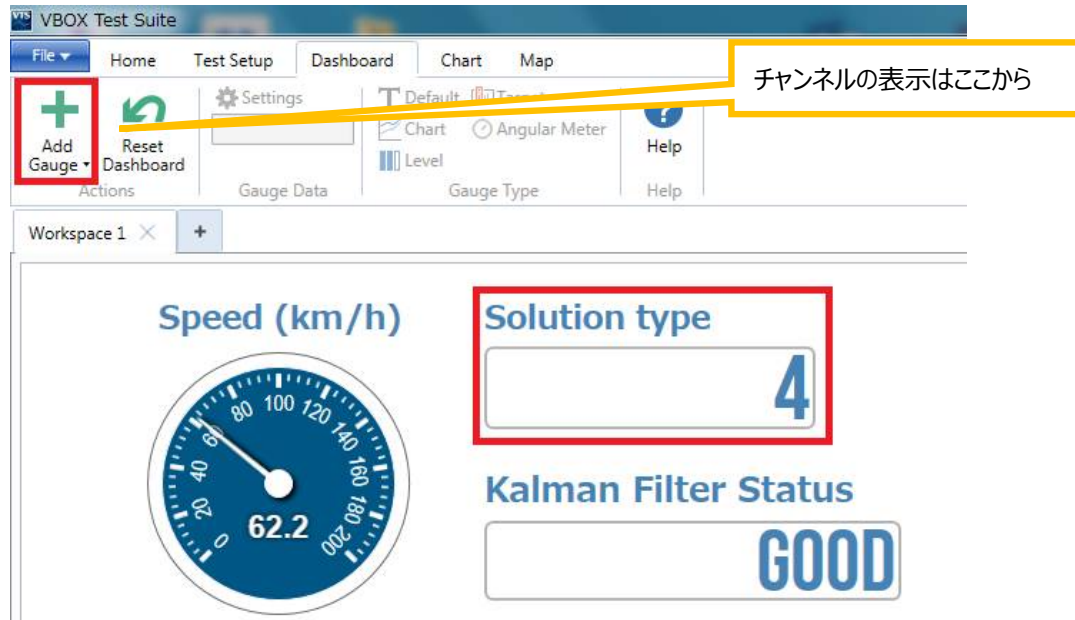 VTS VBOX Test Suite
File Home Test Setup Dashboard Chart Map
チャンネルの表示はここから
Add Gauge
Reset Dashboard
Settings
Default
Chart Angular Meter
Level
Help
Actions Gauge Data Gauge Type Help
Workspace 1 × +
Speed (km/h)
0 20 40 60 80 100 120 140 160 180 200
62.2
Solution type
4
Kalman Filter Status
GOOD